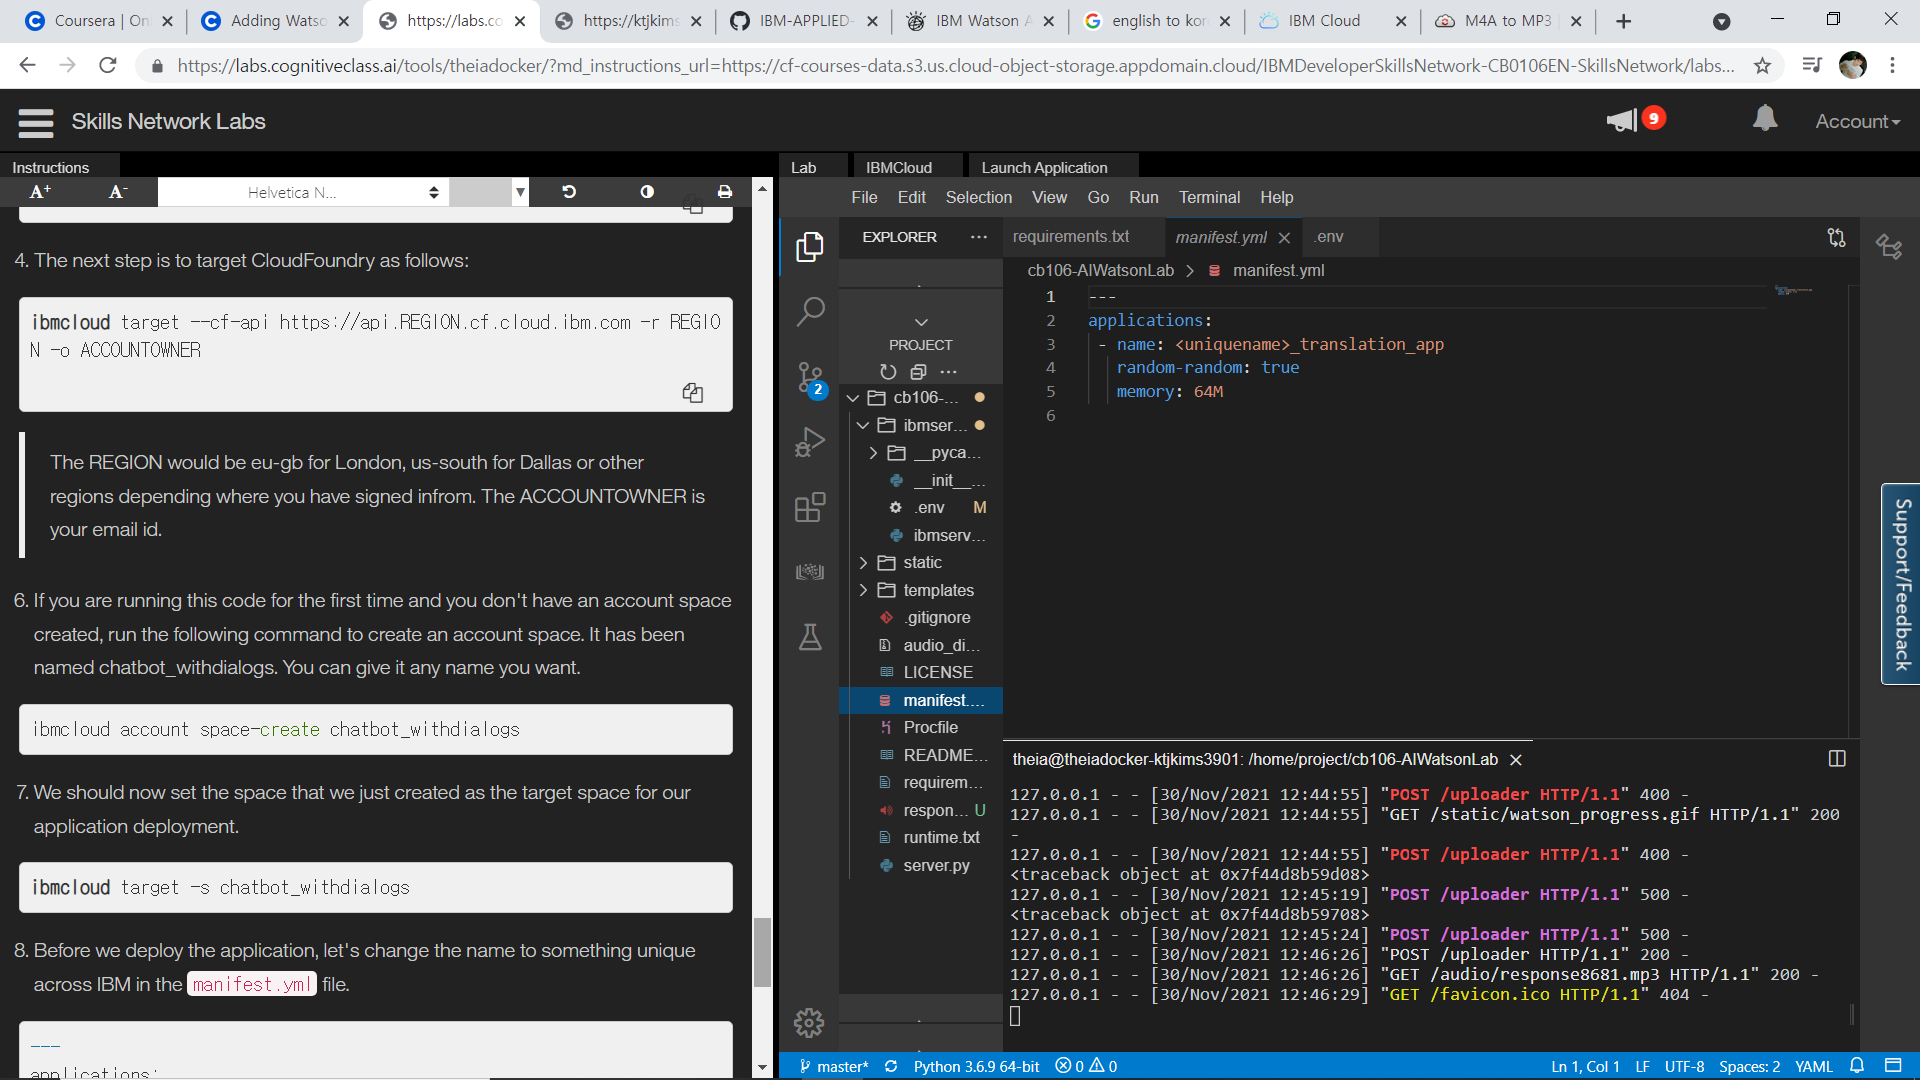 Coursera | On
Adding Watso
https://labs.co
https://ktjkims
IBM-APPLIED-
IBM Watson A
english to kor
IBM Cloud
M4A to MP3
https://labs.cognitiveclass.ai/tools/theiadocker/?md_instructions_url=https://cf-courses-data.s3.us.cloud-object-storage.appdomain.cloud/IBMDeveloperSkillsNetwork-CB0106EN-SkillsNetwork/labs...
Skills Network Labs
9
Account
Instructions
A+ A- Helvetica N...
4. The next step is to target CloudFoundry as follows:
ibmcloud target --cf-api https://api.REGION.cf.cloud.ibm.com -r REGIO
N -o ACCOUNTOWNER
The REGION would be eu-gb for London, us-south for Dallas or other
regions depending where you have signed infrom. The ACCOUNTOWNER is
your email id.
6. If you are running this code for the first time and you don't have an account space
created, run the following command to create an account space. It has been
named chatbot_withdialogs. You can give it any name you want.
ibmcloud account space-create chatbot_withdialogs
7. We should now set the space that we just created as the target space for our
application deployment.
ibmcloud target -s chatbot_withdialogs
8. Before we deploy the application, let's change the name to something unique
across IBM in the manifest.yml file.
---
applications:
Lab
IBMCloud
Launch Application
File Edit Selection View Go Run Terminal Help
EXPLORER ...
PROJECT
2
cb106-...
ibmser...
__pyca...
__init__...
.env M
ibmserv...
static
templates
.gitignore
audio_di...
LICENSE
manifest....
Procfile
README...
requirem...
respon... U
runtime.txt
server.py
requirements.txt
manifest.yml
.env
cb106-AIWatsonLab > manifest.yml
1 ---
2 applications:
3 - name: <uniquename>_translation_app
4 random-random: true
5 memory: 64M
6
theia@theiadocker-ktjkims3901: /home/project/cb106-AIWatsonLab
127.0.0.1 - - [30/Nov/2021 12:44:55] "POST /uploader HTTP/1.1" 400 -
127.0.0.1 - - [30/Nov/2021 12:44:55] "GET /static/watson_progress.gif HTTP/1.1" 200
-
127.0.0.1 - - [30/Nov/2021 12:44:55] "POST /uploader HTTP/1.1" 400 -
<traceback object at 0x7f44d8b59d08>
127.0.0.1 - - [30/Nov/2021 12:45:19] "POST /uploader HTTP/1.1" 500 -
<traceback object at 0x7f44d8b59708>
127.0.0.1 - - [30/Nov/2021 12:45:24] "POST /uploader HTTP/1.1" 500 -
127.0.0.1 - - [30/Nov/2021 12:46:26] "POST /uploader HTTP/1.1" 200 -
127.0.0.1 - - [30/Nov/2021 12:46:26] "GET /audio/response8681.mp3 HTTP/1.1" 200 -
127.0.0.1 - - [30/Nov/2021 12:46:29] "GET /favicon.ico HTTP/1.1" 404 -
Support/Feedback
master* Python 3.6.9 64-bit 0 0 Ln 1, Col 1 LF UTF-8 Spaces: 2 YAML